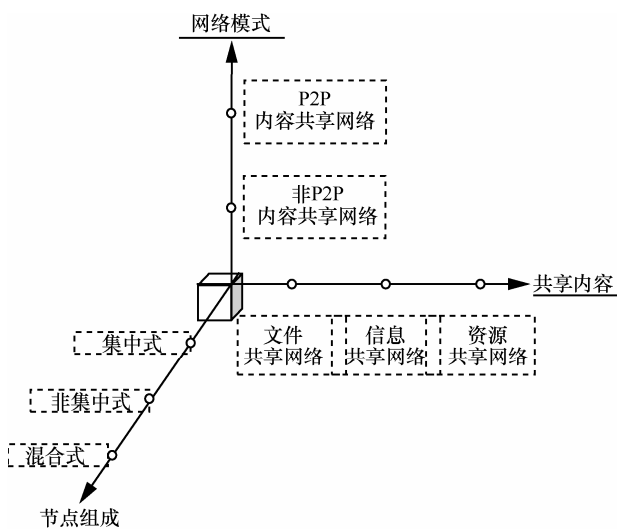 网络模式
P2P
内容共享网络
非P2P
内容共享网络
共享内容
文件
共享网络
信息
共享网络
资源
共享网络
集中式
非集中式
混合式
节点组成